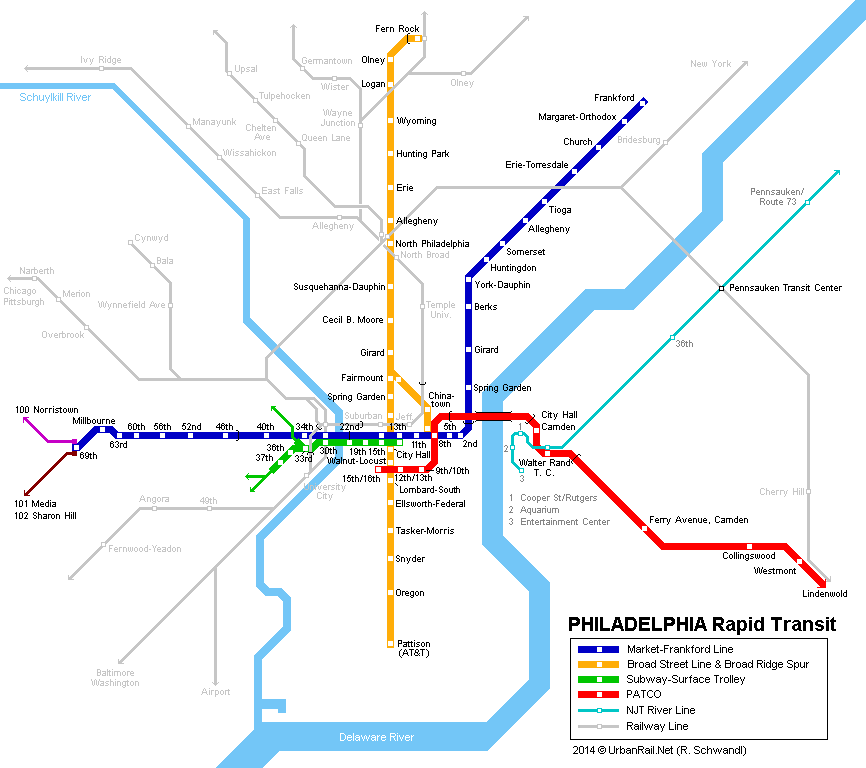 Fern Rock
Ivy Ridge
Olney
Germantown
Upsal
New York
Logan
Wister
Olney
Schuylkill River
Tulpehocken
Frankford
Wayne
Junction
Margaret-Orthodox
Manayunk
Chelten
Ave
Wyoming
Queen Lane
Church
Bridesburg
Wissahickon
Hunting Park
Erie-Torresdale
East Falls
Erie
Pennsauken/
Route 73
Tioga
Allegheny
Allegheny
Allegheny
Cynwyd
North Philadelphia
Somerset
Bala
North Broad
Huntingdon
Narberth
Chicago
Pittsburgh
Merion
Wynnefield Ave
Susquehanna-Dauphin
York-Dauphin
Pennsauken Transit Center
Temple
Univ.
Berks
Cecil B. Moore
Overbrook
36th
Girard
Girard
Fairmount
Spring Garden
Spring Garden
China-
town
100 Norristown
Millbourne
Suburban
Jeff.
City Hall
Camden
60th
56th
52nd
46th
40th
34th
22nd
13th
5th
63rd
11th
8th
2nd
69th
36th
37th
33rd
30th
19th
15th
City Hall
Walnut-Locust
15th/16th
12th/13th
9th/10th
Walter Rand
T. C.
1
2
3
University
City
Lombard-South
101 Media
102 Sharon Hill
Angora
49th
Ellsworth-Federal
1 Cooper St/Rutgers
2 Aquarium
3 Entertainment Center
Cherry Hill
Ferry Avenue, Camden
Tasker-Morris
Fernwood-Yeadon
Snyder
Collingswood
Westmont
Lindenwold
Oregon
Pattison
(AT&T)
Baltimore
Washington
Airport
Delaware River
PHILADELPHIA Rapid Transit
Market-Frankford Line
Broad Street Line & Broad Ridge Spur
Subway-Surface Trolley
PATCO
NJT River Line
Railway Line
2014 © UrbanRail.Net (R. Schwandl)